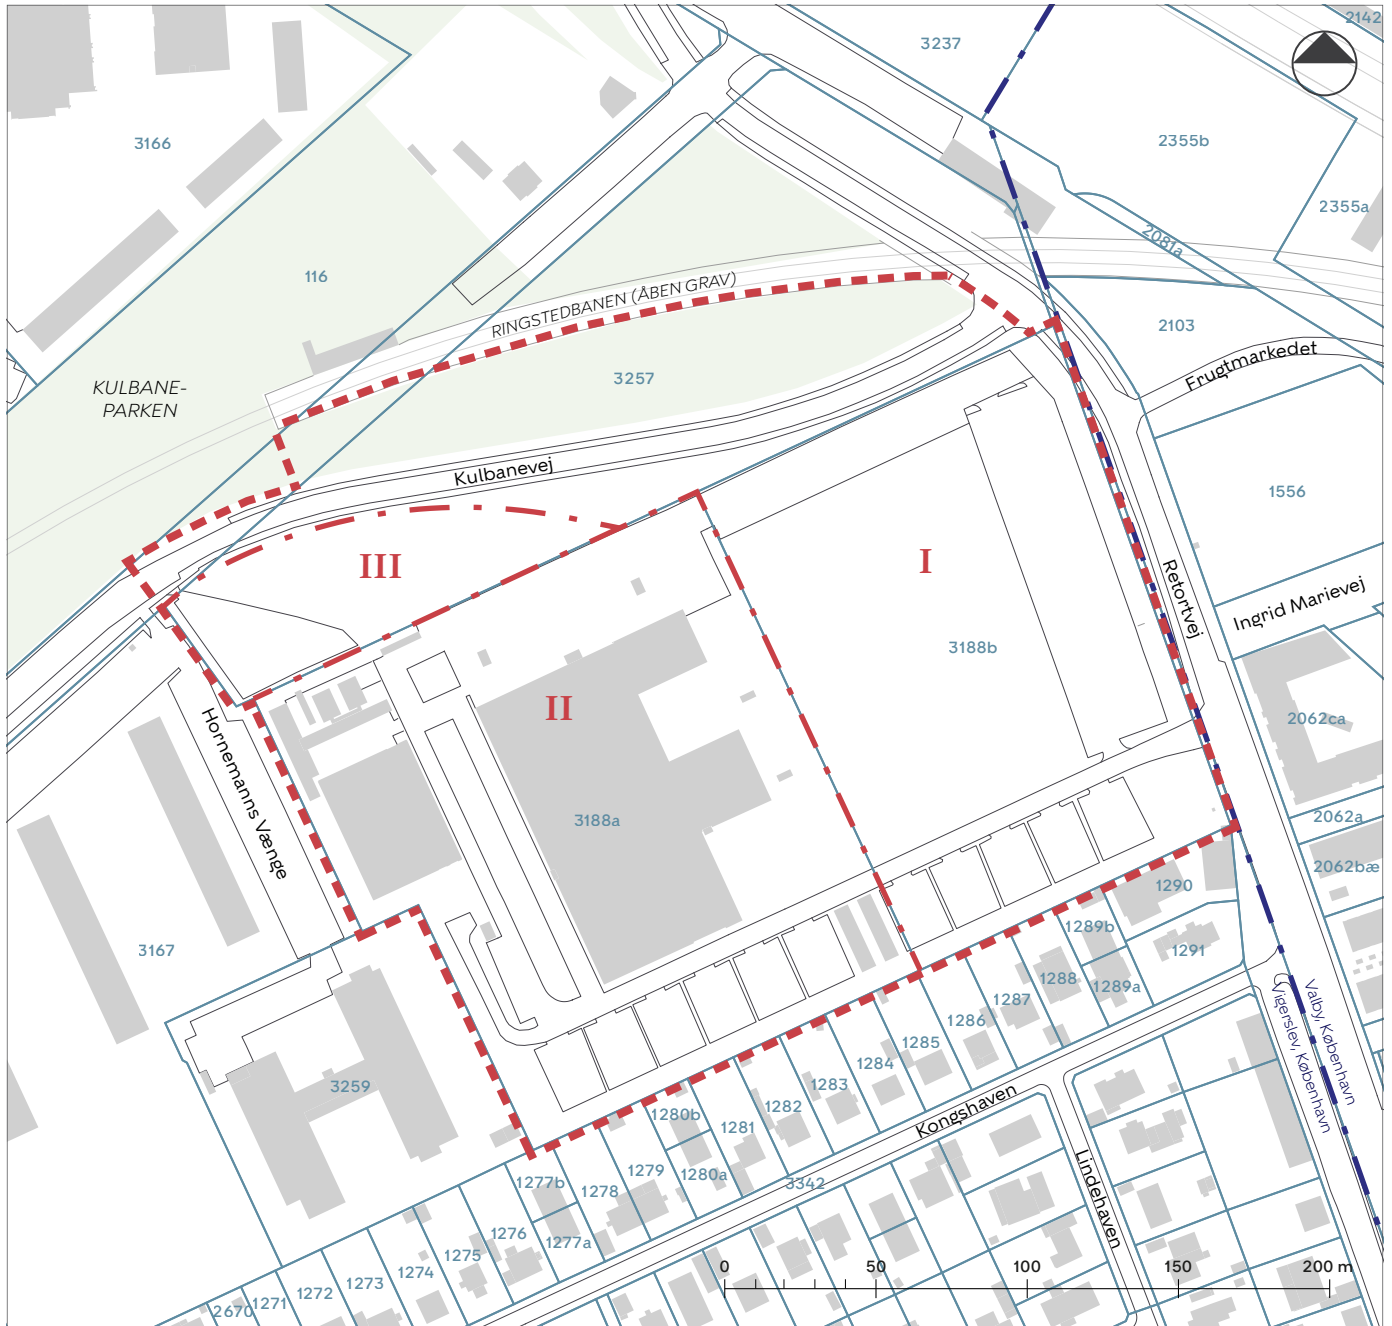 2142
3237
3166
2355b
2355a
2081a
116
RINGSTEDBANEN (ÅBEN GRAV)
2103
Frugtmarkedet
KULBANE-
PARKEN
3257
Kulbanevej
1556
III
I
Retortvej
Ingrid Marievej
3188b
II
2062ca
Hornemanns Vænge
3188a
2062a
2062bæ
1290
1289b
1291
3167
1288
1289a
1287
1286
1285
1284
1283
1282
1281
1280b
1280a
1279
1278
1277b
1277a
1276
1275
1274
1273
1272
1271
2670
3259
3342
Kongshaven
Lindehaven
Valby, København
Vigerslev, København
0 50 100 150 200 m